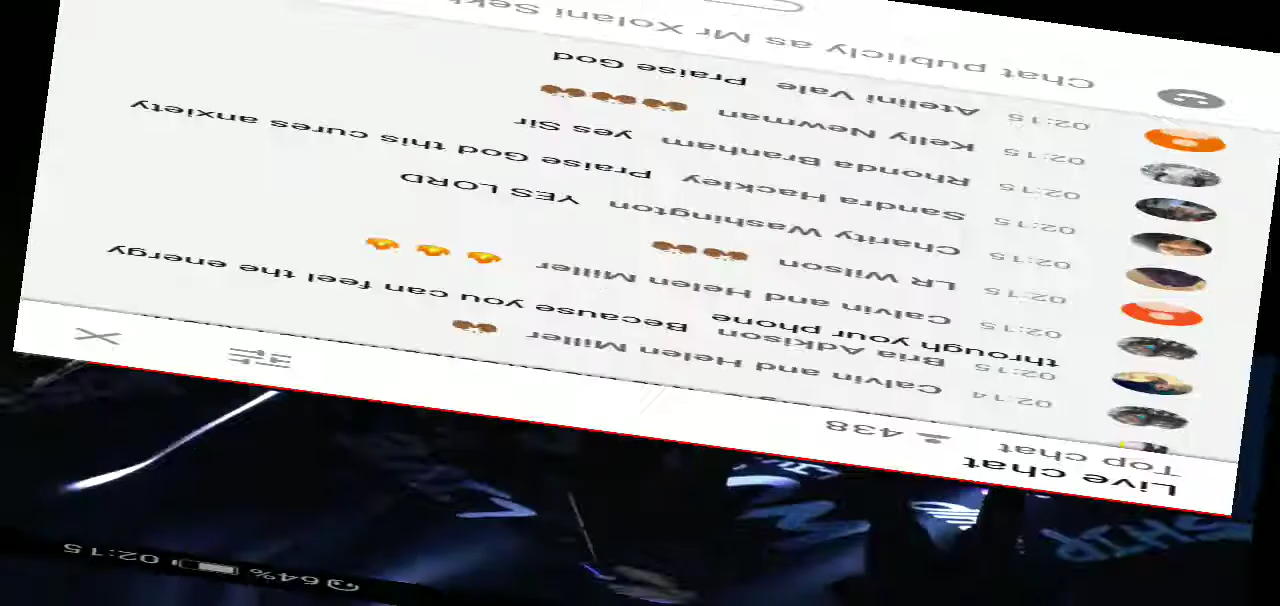 64% 02:15
SHIP
Live chat
Top chat 438
02:14 Calvin and Helen Miller
02:15 Bria Adkison Because you can feel the energy
through your phone
02:15 Calvin and Helen Miller
02:15 LR Wilson
02:15 Charity Washington YES LORD
02:15 Sandra Hackley Praise God this cures anxiety
02:15 Rhonda Branham yes Sir
02:15 Kelly Newman
02:15 Atelini Vale Praise God
Chat publicly as Mr Xolani